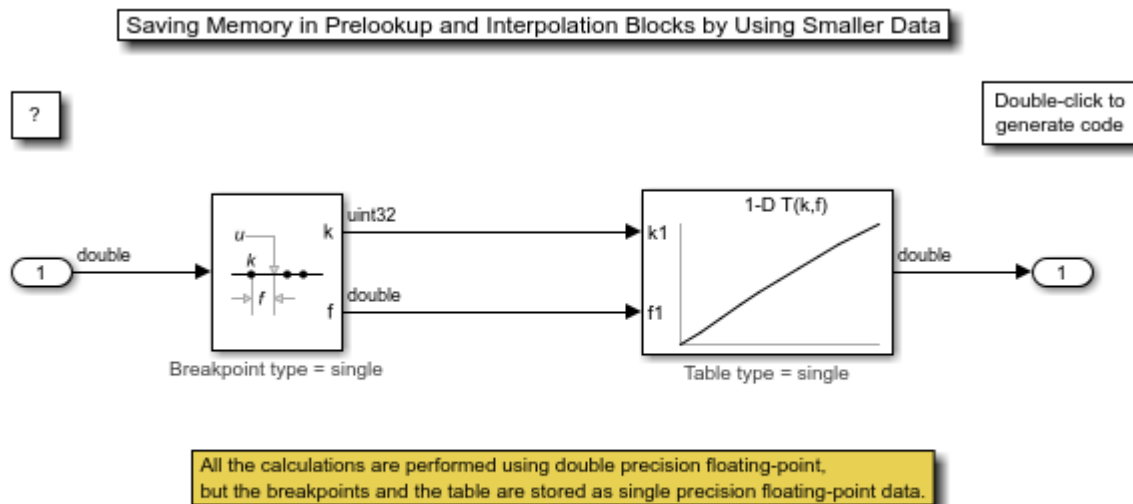 Saving Memory in Prelookup and Interpolation Blocks by Using Smaller Data
?
Double-click to
generate code
1
double
u
k
f
k
uint32
f
double
Breakpoint type = single
1-D T(k,f)
k1
f1
Table type = single
double
1
All the calculations are performed using double precision floating-point,
but the breakpoints and the table are stored as single precision floating-point data.